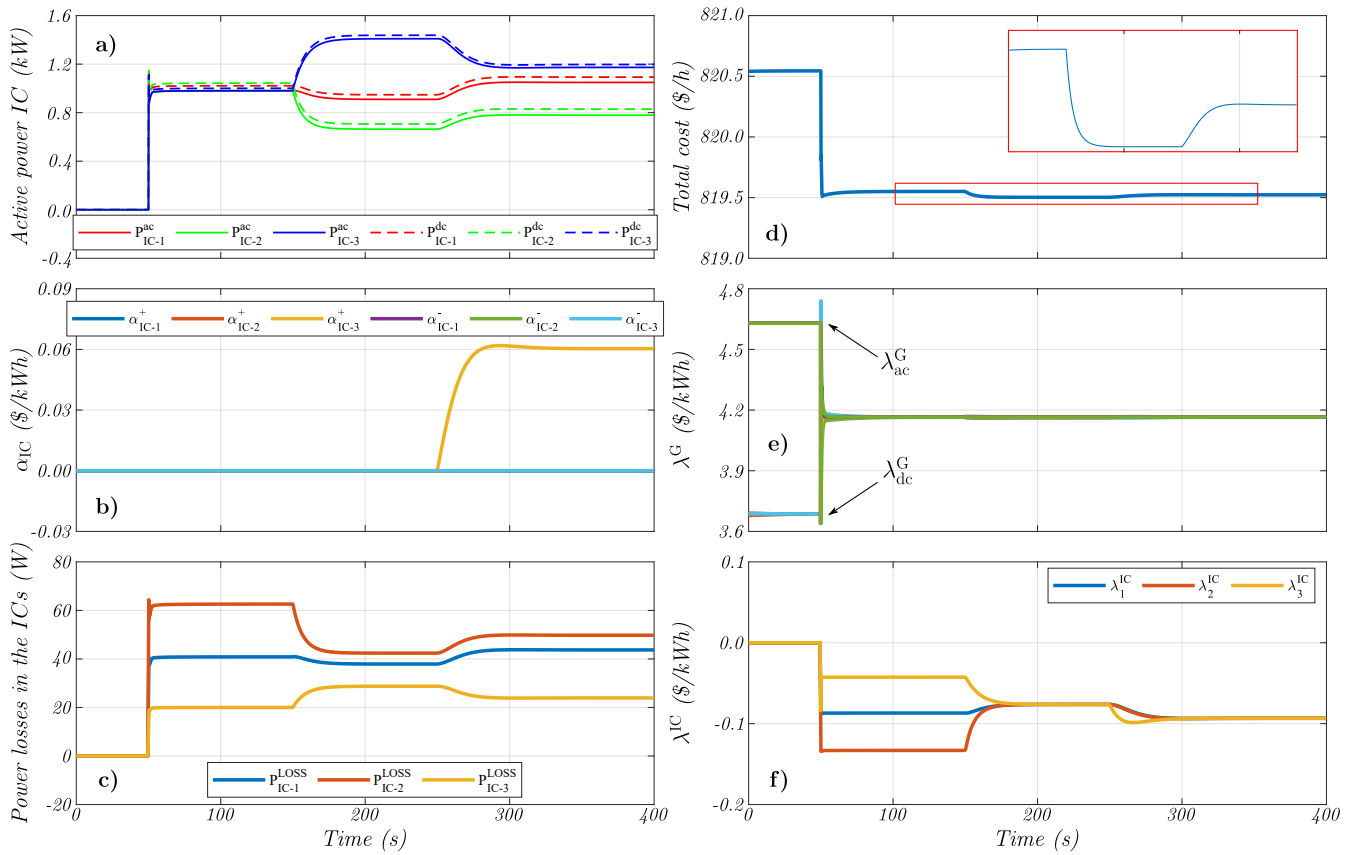 a)
Active power IC (kW)
1.6
1.2
0.8
0.4
0.0
-0.4
P^ac_IC-1 P^ac_IC-2 P^ac_IC-3 P^dc_IC-1 P^dc_IC-2 P^dc_IC-3
b)
α_IC ($/kWh)
0.09
0.06
0.03
0.00
-0.03
α^+_IC-1 α^+_IC-2 α^+_IC-3 α^-_IC-1 α^-_IC-2 α^-_IC-3
c)
Power losses in the ICs (W)
80
60
40
20
0
-20
P^LOSS_IC-1 P^LOSS_IC-2 P^LOSS_IC-3
0 100 200 300 400
Time (s)
d)
Total cost ($/h)
821.0
820.5
820.0
819.5
819.0
e)
λ^G ($/kWh)
4.8
4.5
4.2
3.9
3.6
λ^G_ac
λ^G_dc
f)
λ^IC ($/kWh)
0.1
0.0
-0.1
-0.2
λ^IC_1 λ^IC_2 λ^IC_3
0 100 200 300 400
Time (s)